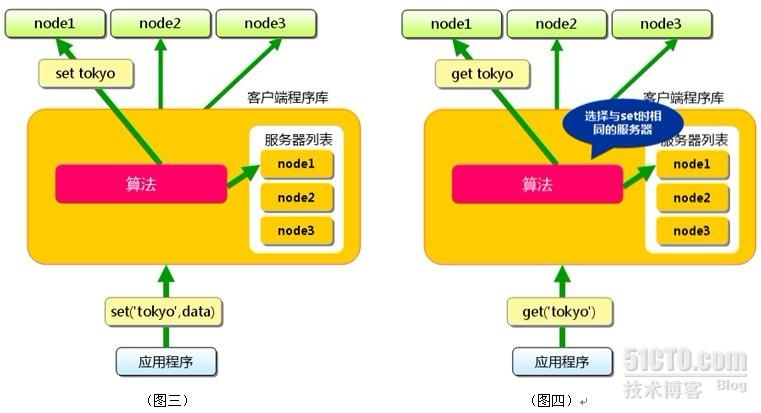 node1
node2
node3
set tokyo
客户端程序库
服务器列表
node1
算法
node2
node3
set('tokyo',data)
应用程序
(图三)
node1
node2
node3
get tokyo
客户端程序库
选择与set时相
同的服务器
服务器列表
node1
算法
node2
node3
get('tokyo')
应用程序
(图四)
51CTO.com
技术博客 Blog